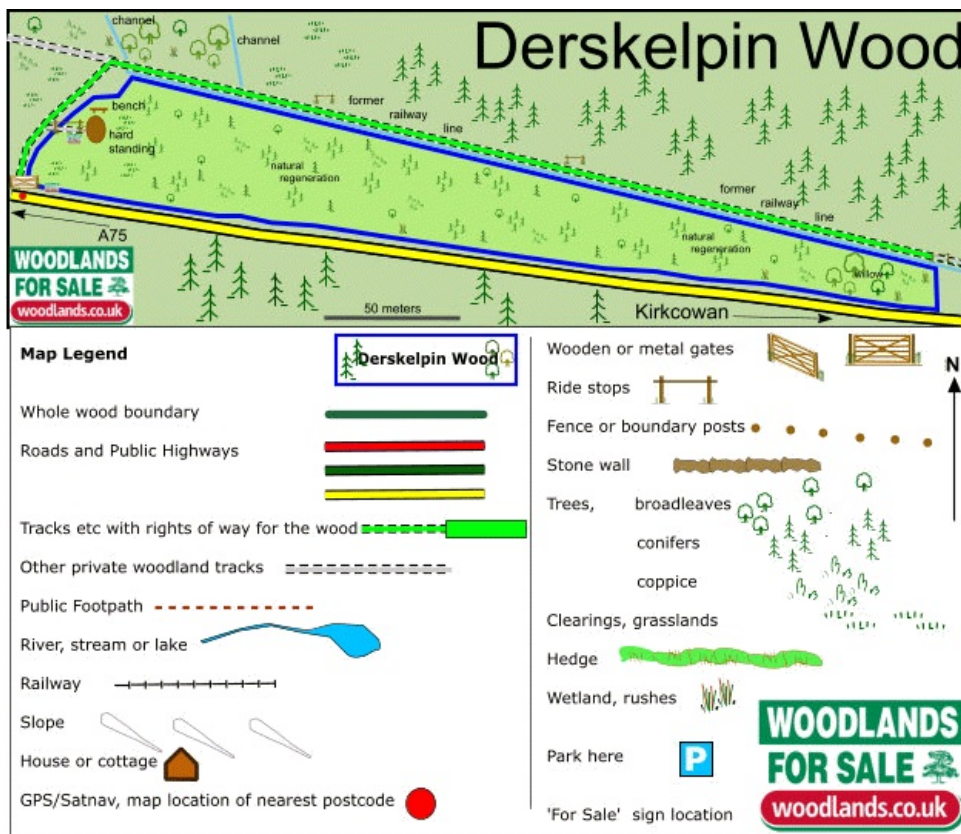 Derskelpin Wood
channel
channel
bench
hard
standing
former
railway
line
natural
regeneration
former
railway
line
natural
regeneration
willow
A75
WOODLANDS
FOR SALE
woodlands.co.uk
50 meters
Kirkcowan
Map Legend
Derskelpin Wood
Whole wood boundary
Roads and Public Highways
Tracks etc with rights of way for the wood
Other private woodland tracks
Public Footpath
River, stream or lake
Railway
Slope
House or cottage
GPS/Satnav, map location of nearest postcode
Wooden or metal gates
N
Ride stops
Fence or boundary posts
Stone wall
Trees, broadleaves
conifers
coppice
Clearings, grasslands
Hedge
Wetland, rushes
Park here
P
'For Sale' sign location
WOODLANDS
FOR SALE
woodlands.co.uk